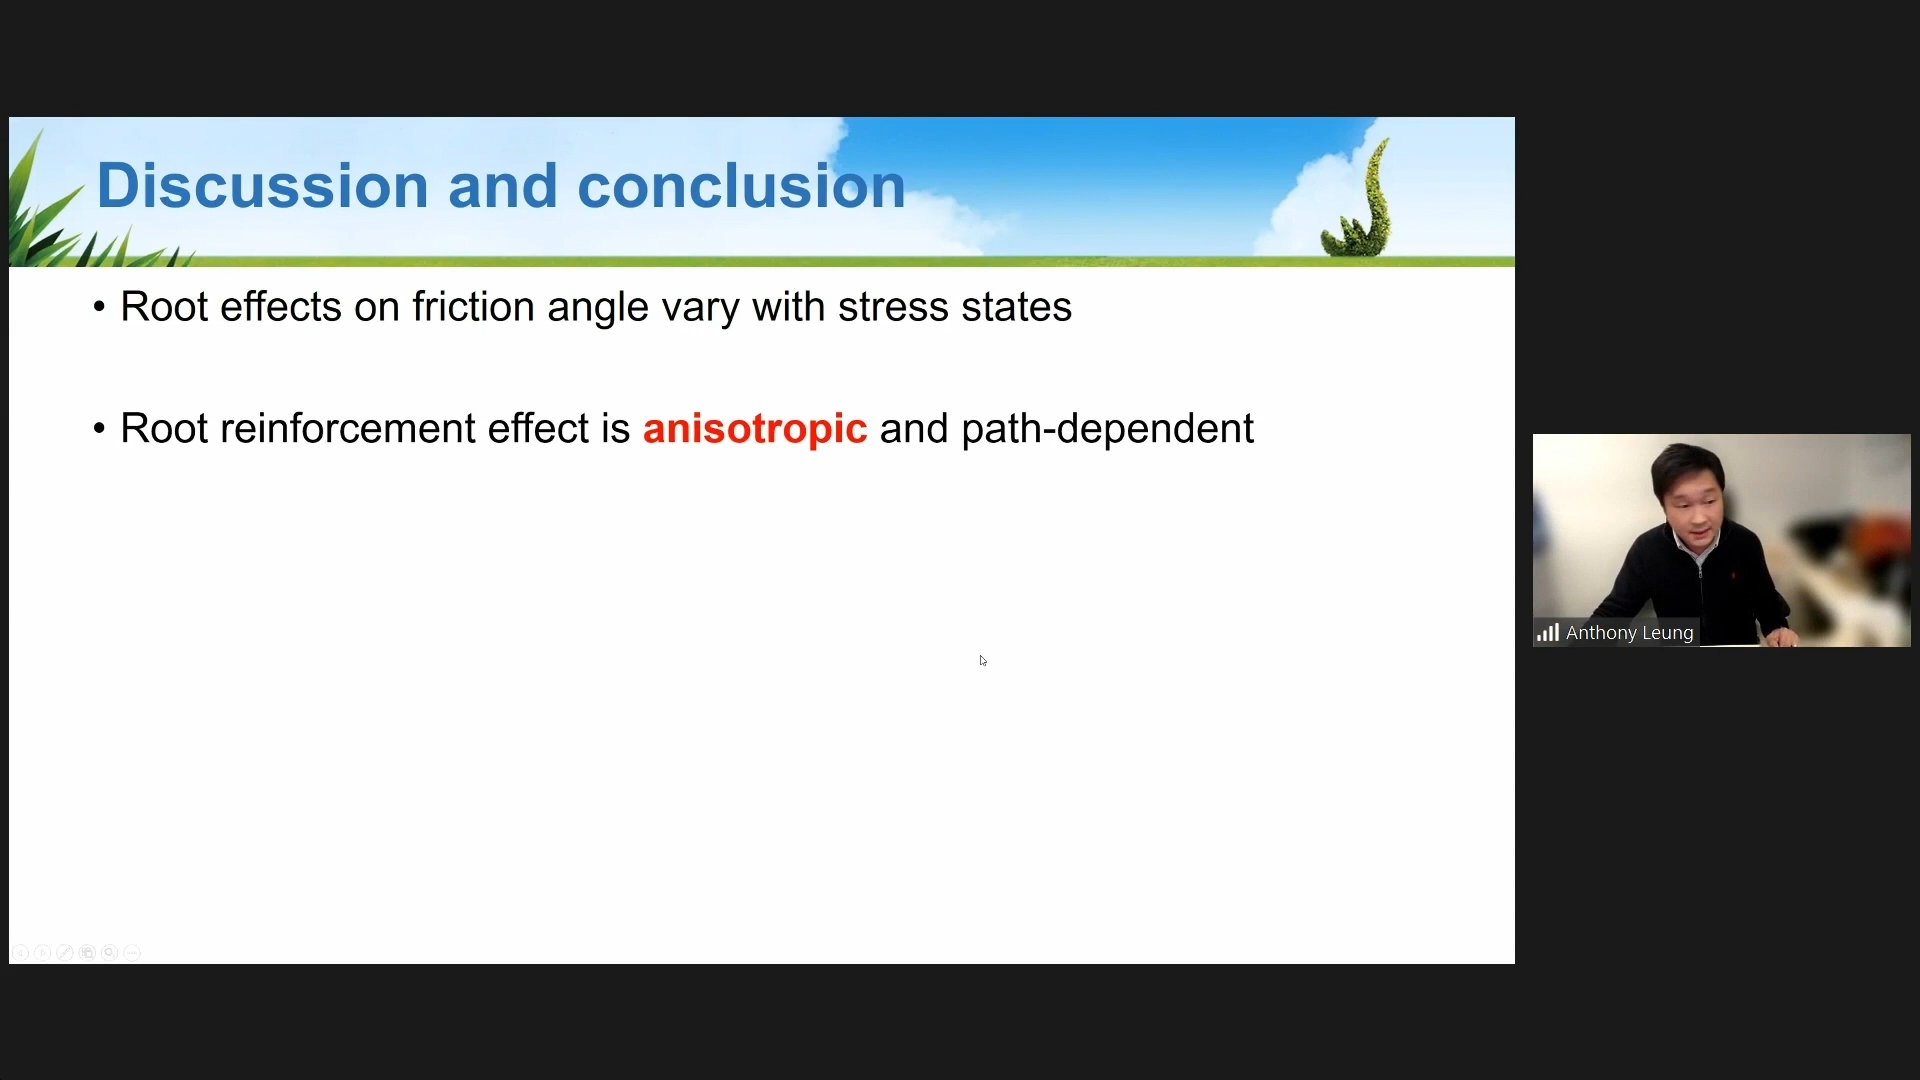 Discussion and conclusion
• Root effects on friction angle vary with stress states
• Root reinforcement effect is anisotropic and path-dependent
Anthony Leung